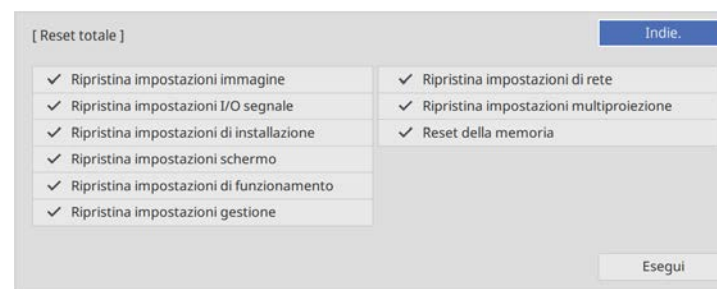 [ Reset totale ]
Indie.
Ripristina impostazioni immagine
Ripristina impostazioni I/O segnale
Ripristina impostazioni di installazione
Ripristina impostazioni schermo
Ripristina impostazioni di funzionamento
Ripristina impostazioni gestione
Ripristina impostazioni di rete
Ripristina impostazioni multiproiezione
Reset della memoria
Esegui